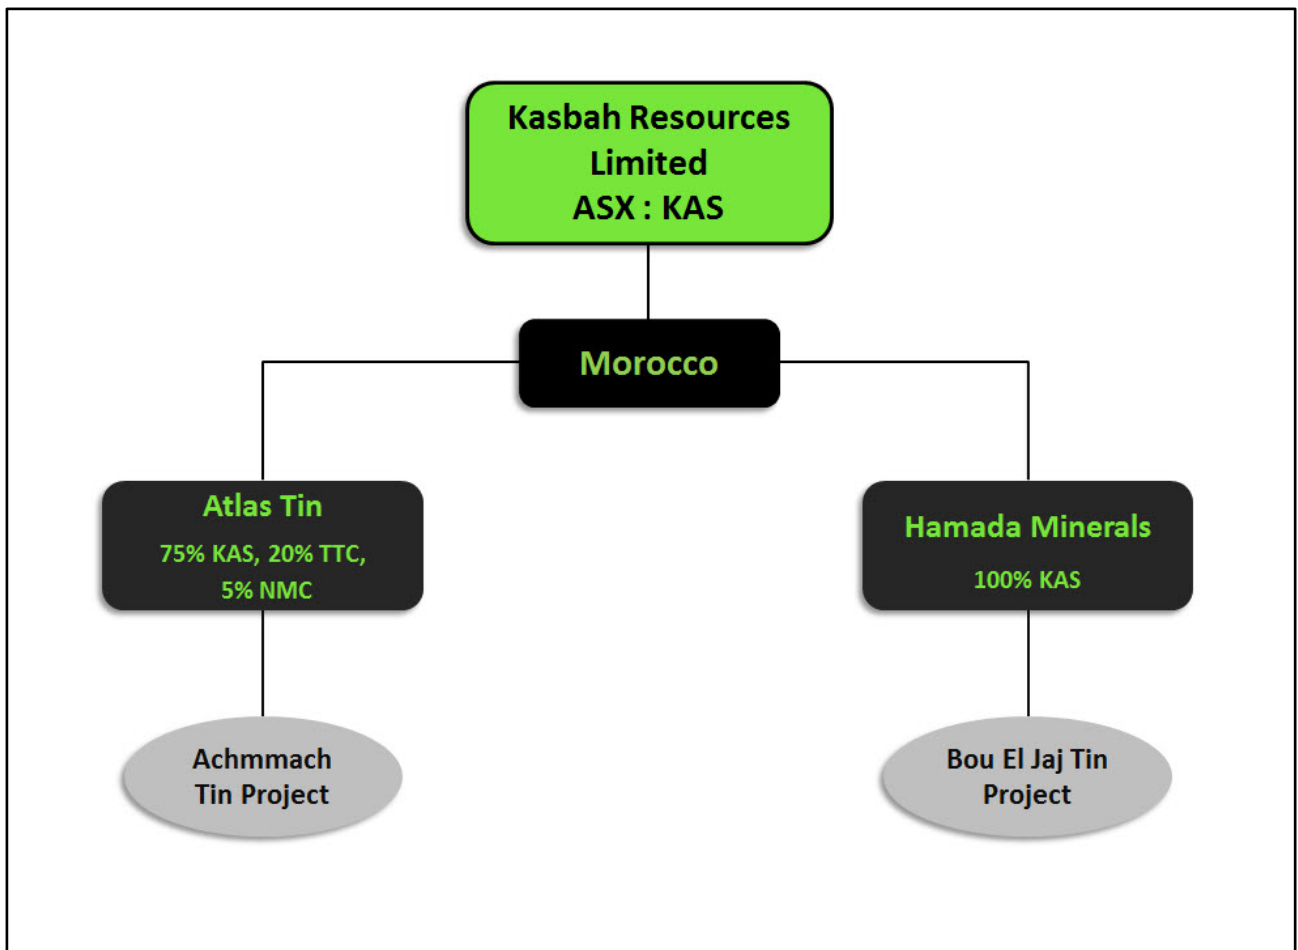 Kasbah Resources
Limited
ASX : KAS
Morocco
Atlas Tin
75% KAS, 20% TTC,
5% NMC
Hamada Minerals
100% KAS
Achmmach
Tin Project
Bou El Jaj Tin
Project